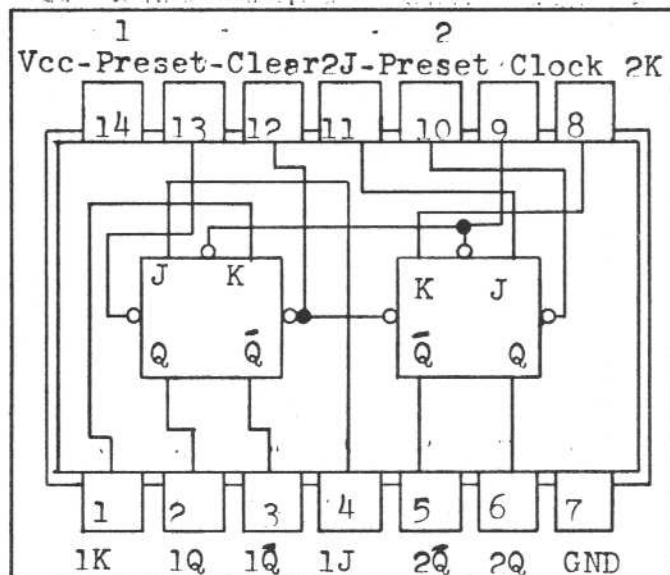 1 2
Vcc-Preset-Clear2J-Preset Clock 2K
14 13 12 11 10 9 8
J K K J
Q Q̄ Q̄ Q
1 2 3 4 5 6 7
1K 1Q 1Q̄ 1J 2Q̄ 2Q GND